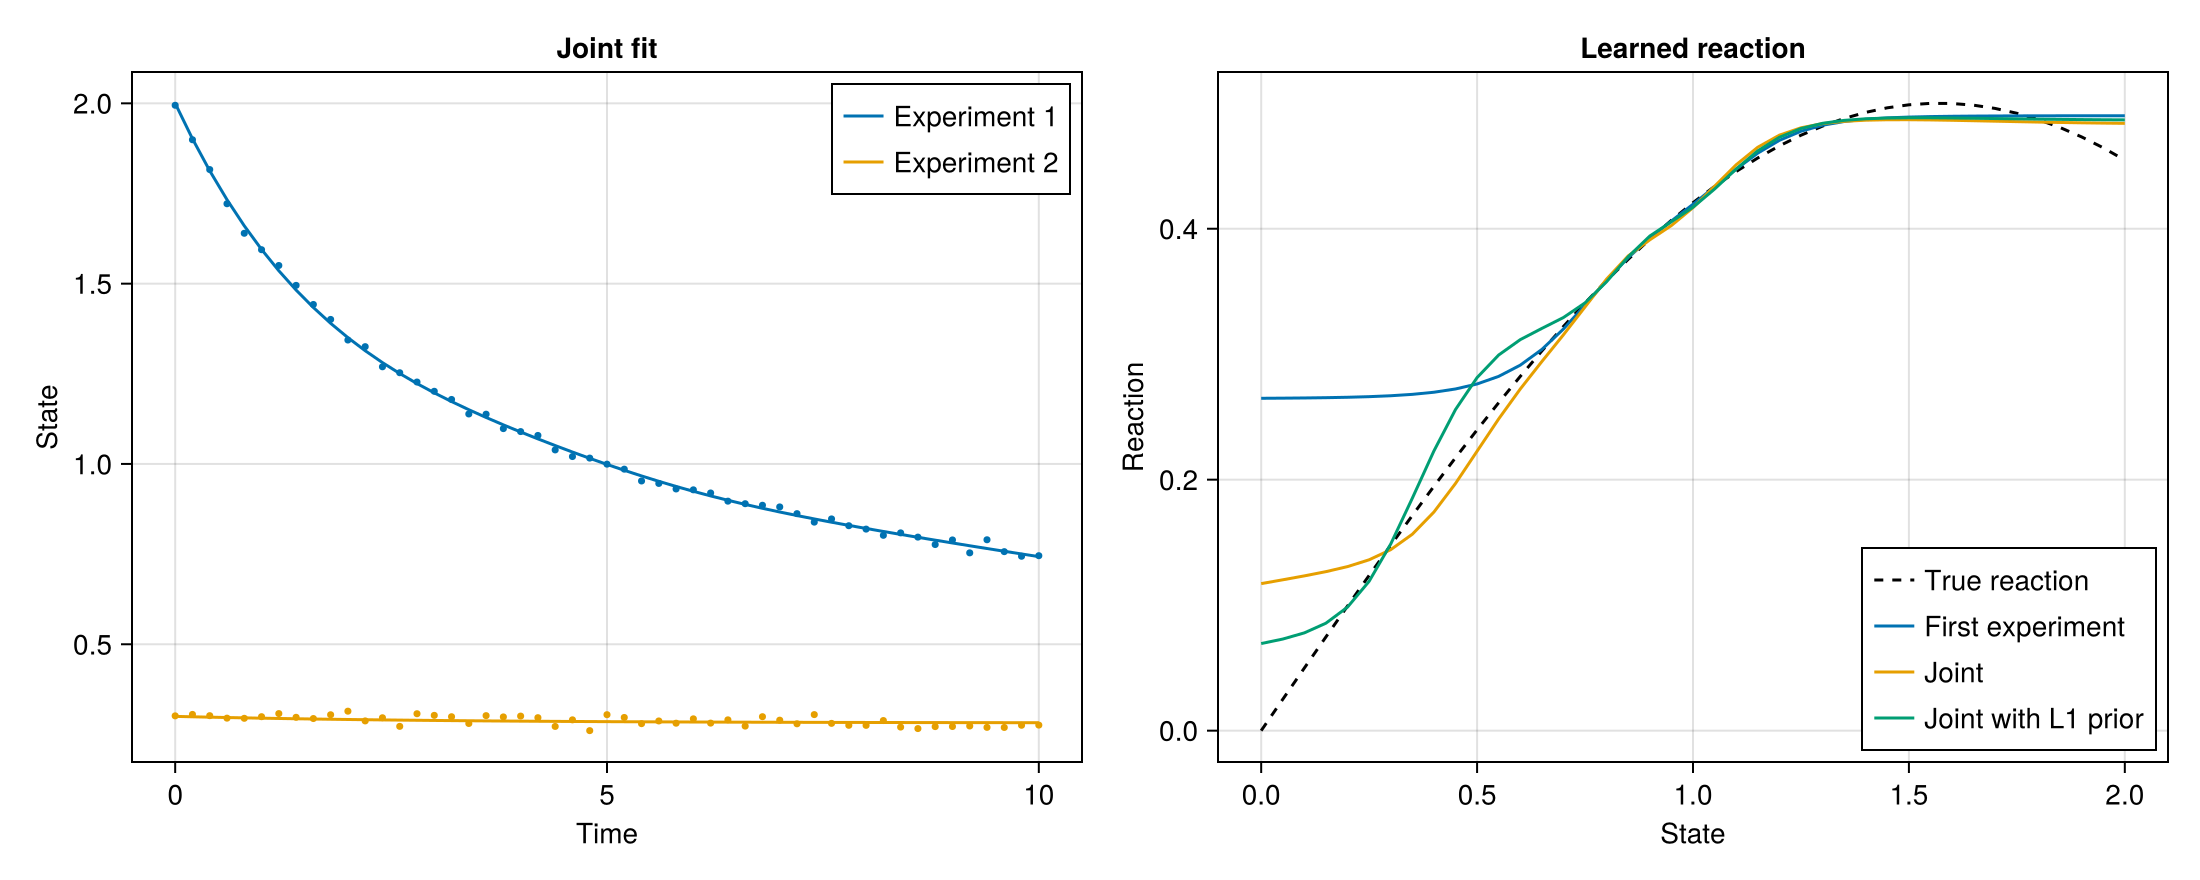 Joint fit
2.0
1.5
1.0
0.5
State
0
5
10
Time
Experiment 1
Experiment 2
Learned reaction
0.4
0.2
0.0
Reaction
0.0
0.5
1.0
1.5
2.0
State
True reaction
First experiment
Joint
Joint with L1 prior